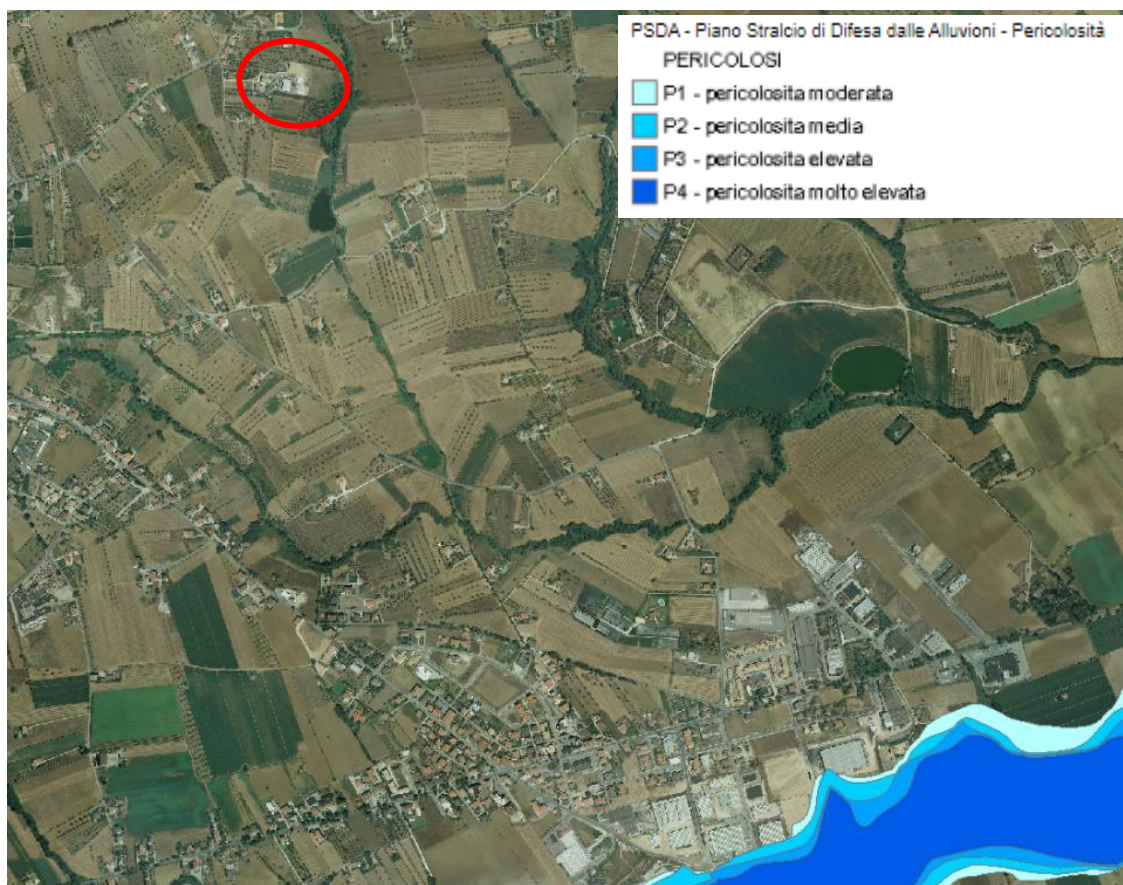 PSDA - Piano Stralcio di Difesa dalle Alluvioni - Pericolosità
PERICOLOSI
P1 - pericolosita moderata
P2 - pericolosita media
P3 - pericolosita elevata
P4 - pericolosita molto elevata